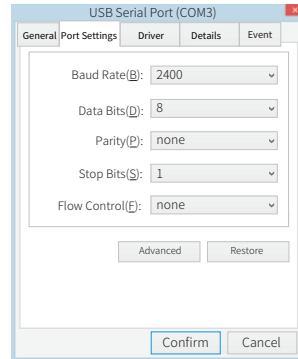 USB Serial Port (COM3)
General Port Settings Driver Details Event
Baud Rate(B): 2400
Data Bits(D): 8
Parity(P): none
Stop Bits(S): 1
Flow Control(F): none
Advanced Restore
Confirm Cancel